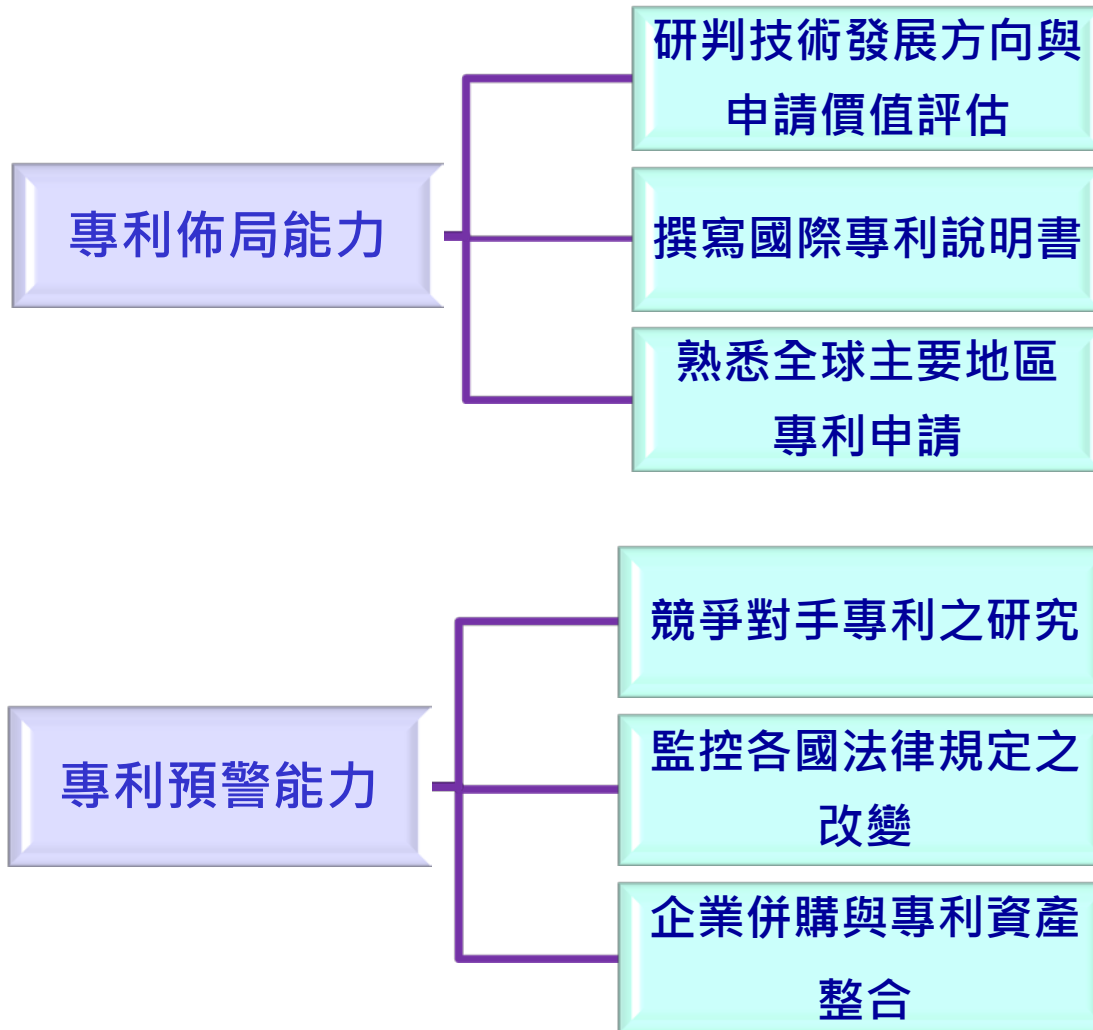 專利佈局能力
研判技術發展方向與
申請價值評估
撰寫國際專利說明書
熟悉全球主要地區
專利申請
專利預警能力
競爭對手專利之研究
監控各國法律規定之
改變
企業併購與專利資產
整合